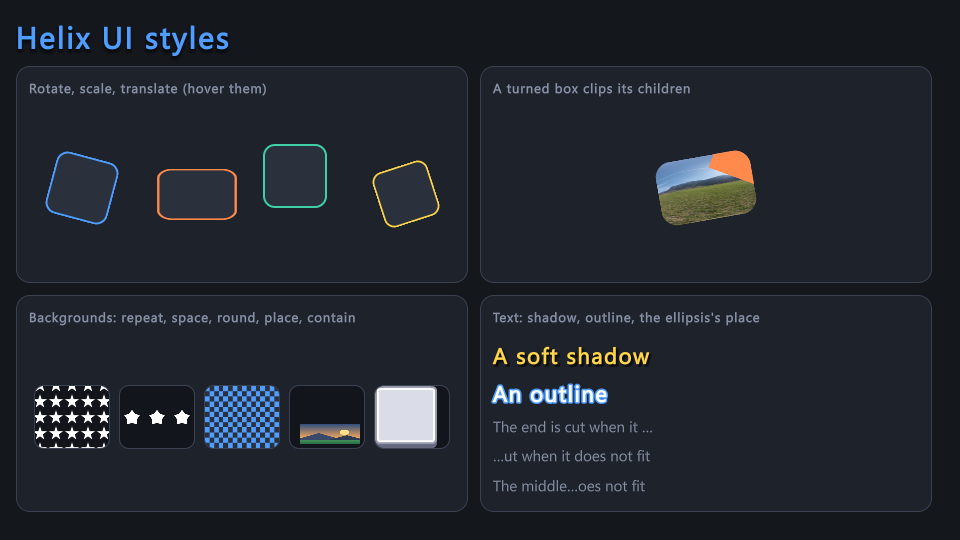 Helix UI styles
Rotate, scale, translate (hover them)
A turned box clips its children
Backgrounds: repeat, space, round, place, contain
Text: shadow, outline, the ellipsis's place
A soft shadow
An outline
The end is cut when it ...
...ut when it does not fit
The middle...oes not fit